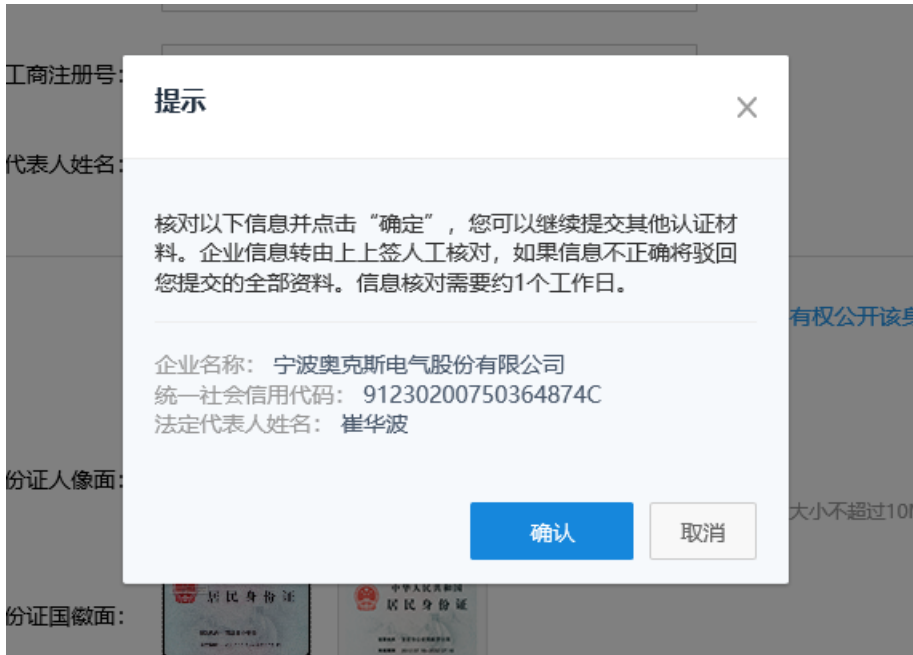 工商注册号：
提示
代表人姓名：
核对以下信息并点击“确定”，您可以继续提交其他认证材
料。企业信息转由上上签人工核对，如果信息不正确将驳回
您提交的全部资料。信息核对需要约1个工作日。
有权公开该身
企业名称： 宁波奥克斯电气股份有限公司
统一社会信用代码： 91230200750364874C
法定代表人姓名： 崔华波
份证人像面：
大小不超过10M
确认
取消
居民身份证
中华人民共和国
居民身份证
份证国徽面：